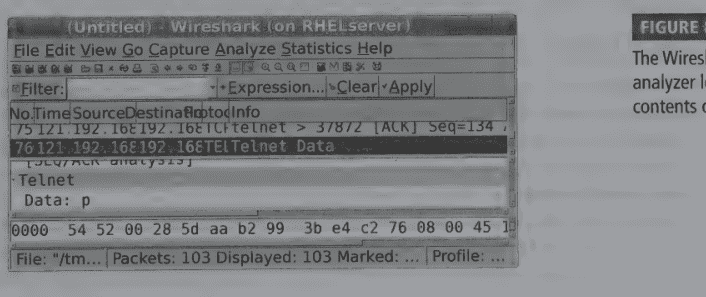 (Untitled) - Wireshark (on RHELserver)
File Edit View Go Capture Analyze Statistics Help
Filter: Expression... Clear Apply
No. Time Source Destination Protoc Info
75 121 192.168 192.168 TCP telnet > 37872 [ACK] Seq=134
76 121 192.168 192.168 TEL Telnet Data
[SEQ/ACK analysis]
Telnet
Data: p
0000 54 52 00 28 5d aa b2 99 3b e4 c2 76 08 00 45 1
File: "/tm... Packets: 103 Displayed: 103 Marked: ... Profile: ...
FIGURE
The Wiresh
analyzer l
contents o